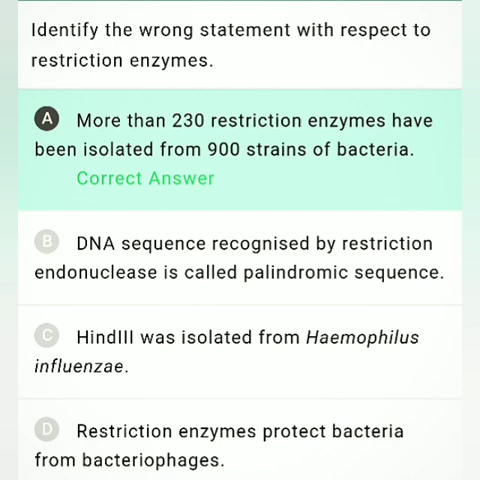 Identify the wrong statement with respect to
restriction enzymes.
A More than 230 restriction enzymes have
been isolated from 900 strains of bacteria.
Correct Answer
B DNA sequence recognised by restriction
endonuclease is called palindromic sequence.
C HindIII was isolated from Haemophilus
influenzae.
D Restriction enzymes protect bacteria
from bacteriophages.